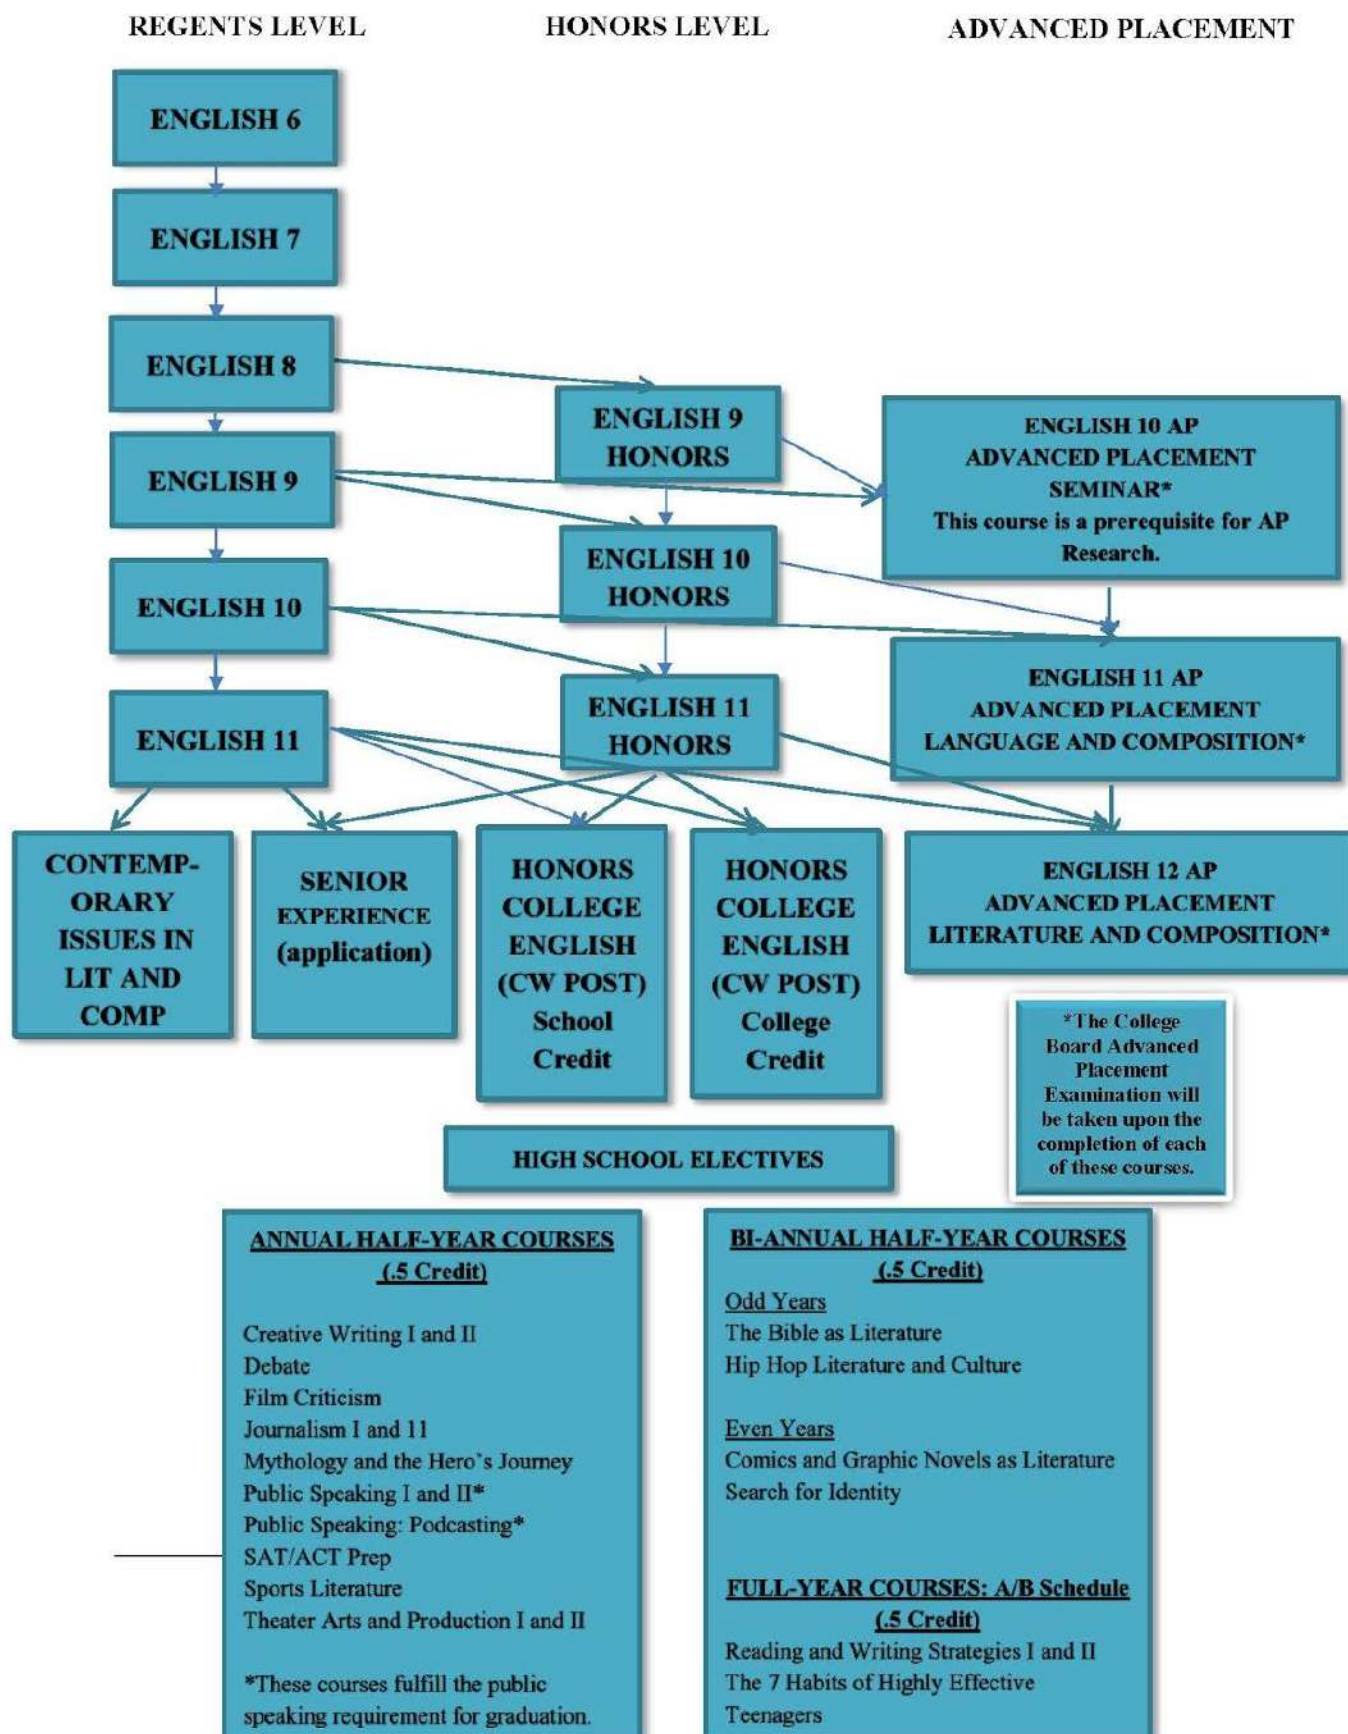 REGENTS LEVEL
HONORS LEVEL
ADVANCED PLACEMENT
ENGLISH 6
ENGLISH 7
ENGLISH 8
ENGLISH 9
HONORS
ENGLISH 10 AP
ADVANCED PLACEMENT
SEMINAR*
This course is a prerequisite for AP
Research.
ENGLISH 9
ENGLISH 10
HONORS
ENGLISH 10
ENGLISH 11 AP
ADVANCED PLACEMENT
LANGUAGE AND COMPOSITION*
ENGLISH 11
HONORS
ENGLISH 11
CONTEMP-
ORARY
ISSUES IN
LIT AND
COMP
SENIOR
EXPERIENCE
(application)
HONORS
COLLEGE
ENGLISH
(CW POST)
School
Credit
HONORS
COLLEGE
ENGLISH
(CW POST)
College
Credit
ENGLISH 12 AP
ADVANCED PLACEMENT
LITERATURE AND COMPOSITION*
*The College
Board Advanced
Placement
Examination will
be taken upon the
completion of each
of these courses.
HIGH SCHOOL ELECTIVES
ANNUAL HALF-YEAR COURSES
(.5 Credit)
Creative Writing I and II
Debate
Film Criticism
Journalism I and 11
Mythology and the Hero's Journey
Public Speaking I and II*
Public Speaking: Podcasting*
SAT/ACT Prep
Sports Literature
Theater Arts and Production I and II
*These courses fulfill the public
speaking requirement for graduation.
BI-ANNUAL HALF-YEAR COURSES
(.5 Credit)
Odd Years
The Bible as Literature
Hip Hop Literature and Culture
Even Years
Comics and Graphic Novels as Literature
Search for Identity
FULL-YEAR COURSES: A/B Schedule
(.5 Credit)
Reading and Writing Strategies I and II
The 7 Habits of Highly Effective
Teenagers